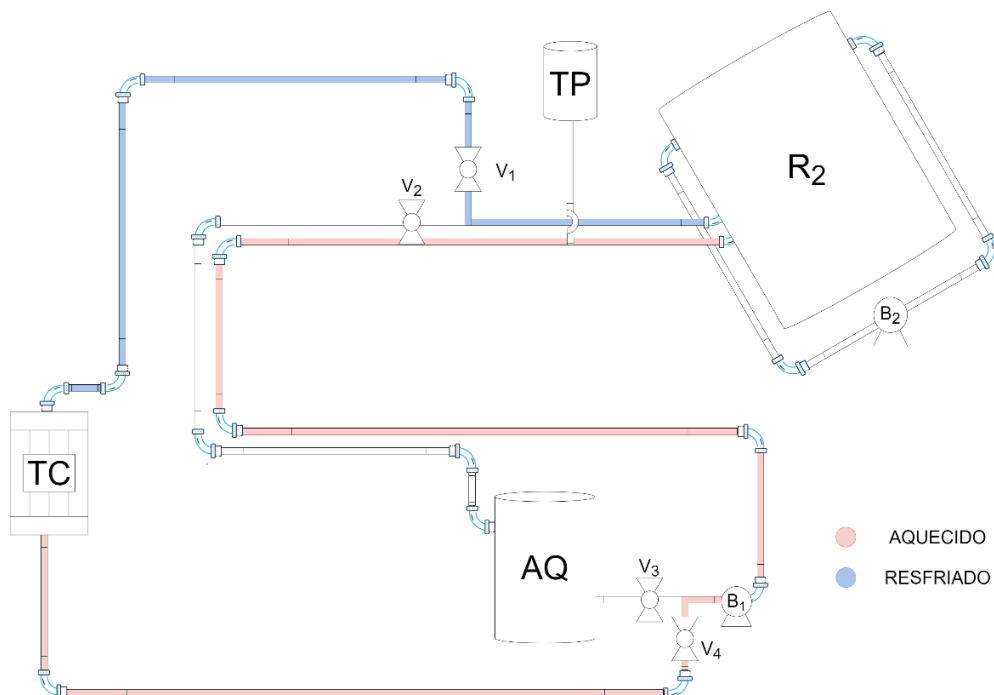 TP
R2
V1
V2
B2
TC
AQ
V3
B1
V4
AQUECIDO
RESFRIADO